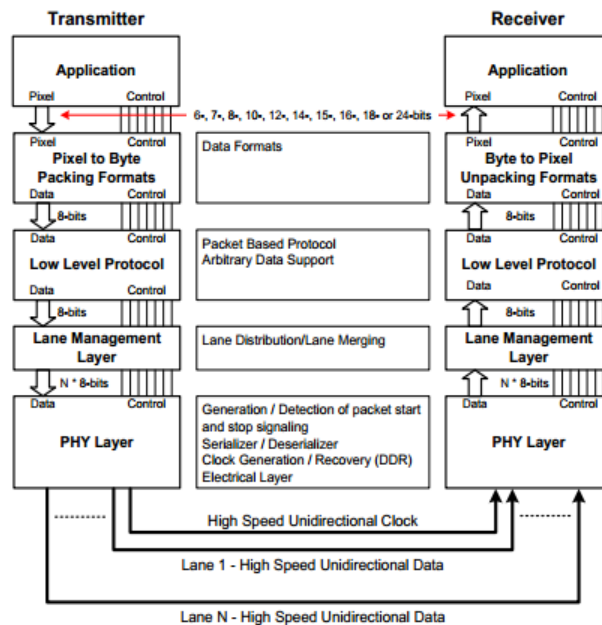 Transmitter
Receiver
Application
Pixel Control
Application
Pixel Control
6-, 7-, 8-, 10-, 12-, 14-, 15-, 16-, 18- or 24-bits
Pixel Control
Pixel to Byte
Packing Formats
Data Control
Data Formats
Pixel Control
Byte to Pixel
Unpacking Formats
Data Control
8-bits
8-bits
Data Control
Low Level Protocol
Data Control
Packet Based Protocol
Arbitrary Data Support
Data Control
Low Level Protocol
Data Control
8-bits
8-bits
Lane Management
Layer
Lane Distribution/Lane Merging
Lane Management
Layer
N * 8-bits
N * 8-bits
Data Control
PHY Layer
Generation / Detection of packet start
and stop signaling
Serializer / Deserializer
Clock Generation / Recovery (DDR)
Electrical Layer
Data Control
PHY Layer
High Speed Unidirectional Clock
Lane 1 - High Speed Unidirectional Data
Lane N - High Speed Unidirectional Data